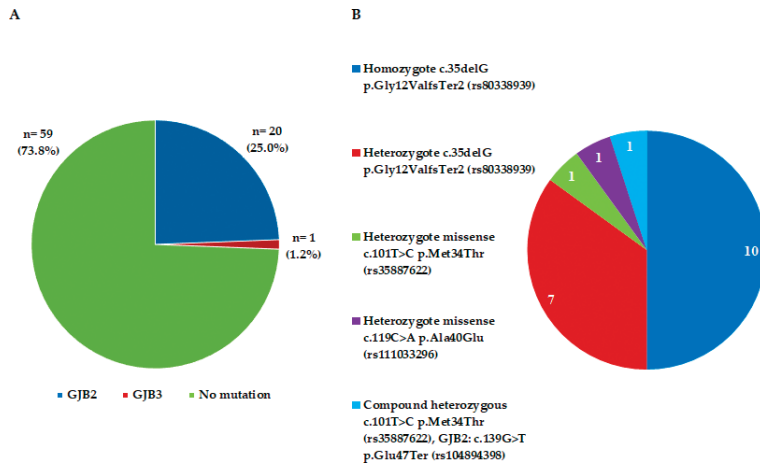 A
n= 59
(73.8%)
n= 20
(25.0%)
n= 1
(1.2%)
GJB2
GJB3
No mutation
B
Homozygote c.35delG
p.Gly12ValfsTer2 (rs80338939)
Heterozygote c.35delG
p.Gly12ValfsTer2 (rs80338939)
Heterozygote missense
c.101T>C p.Met34Thr
(rs35887622)
Heterozygote missense
c.119C>A p.Ala40Glu
(rs111033296)
Compound heterozygous
c.101T>C p.Met34Thr
(rs35887622), GJB2: c.139G>T
p.Glu47Ter (rs104894398)
1
1
1
7
10